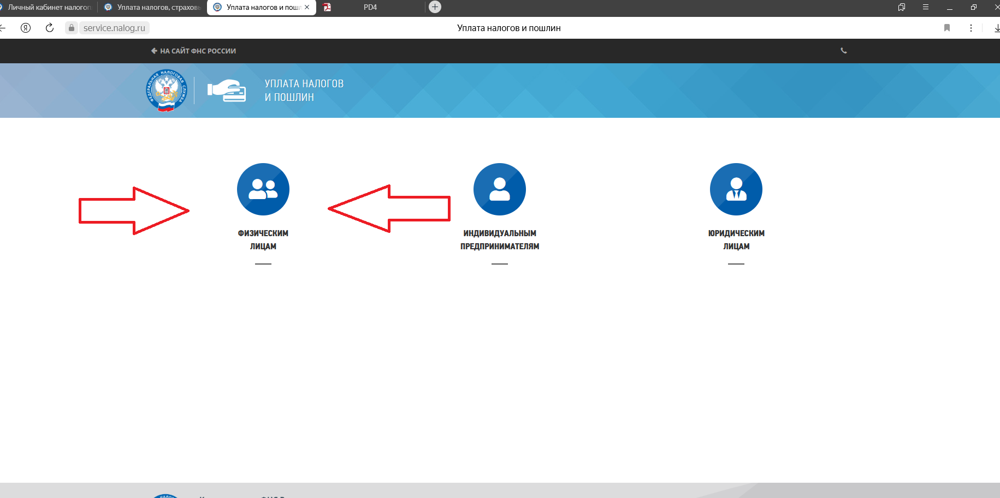 Личный кабинет налогоп
Уплата налогов, страховы
Уплата налогов и пошл
PD4
service.nalog.ru
Уплата налогов и пошлин
НА САЙТ ФНС РОССИИ
ФЕДЕРАЛЬНАЯ НАЛОГОВАЯ СЛУЖБА
УПЛАТА НАЛОГОВ
И ПОШЛИН
ФИЗИЧЕСКИМ
ЛИЦАМ
ИНДИВИДУАЛЬНЫМ
ПРЕДПРИНИМАТЕЛЯМ
ЮРИДИЧЕСКИМ
ЛИЦАМ